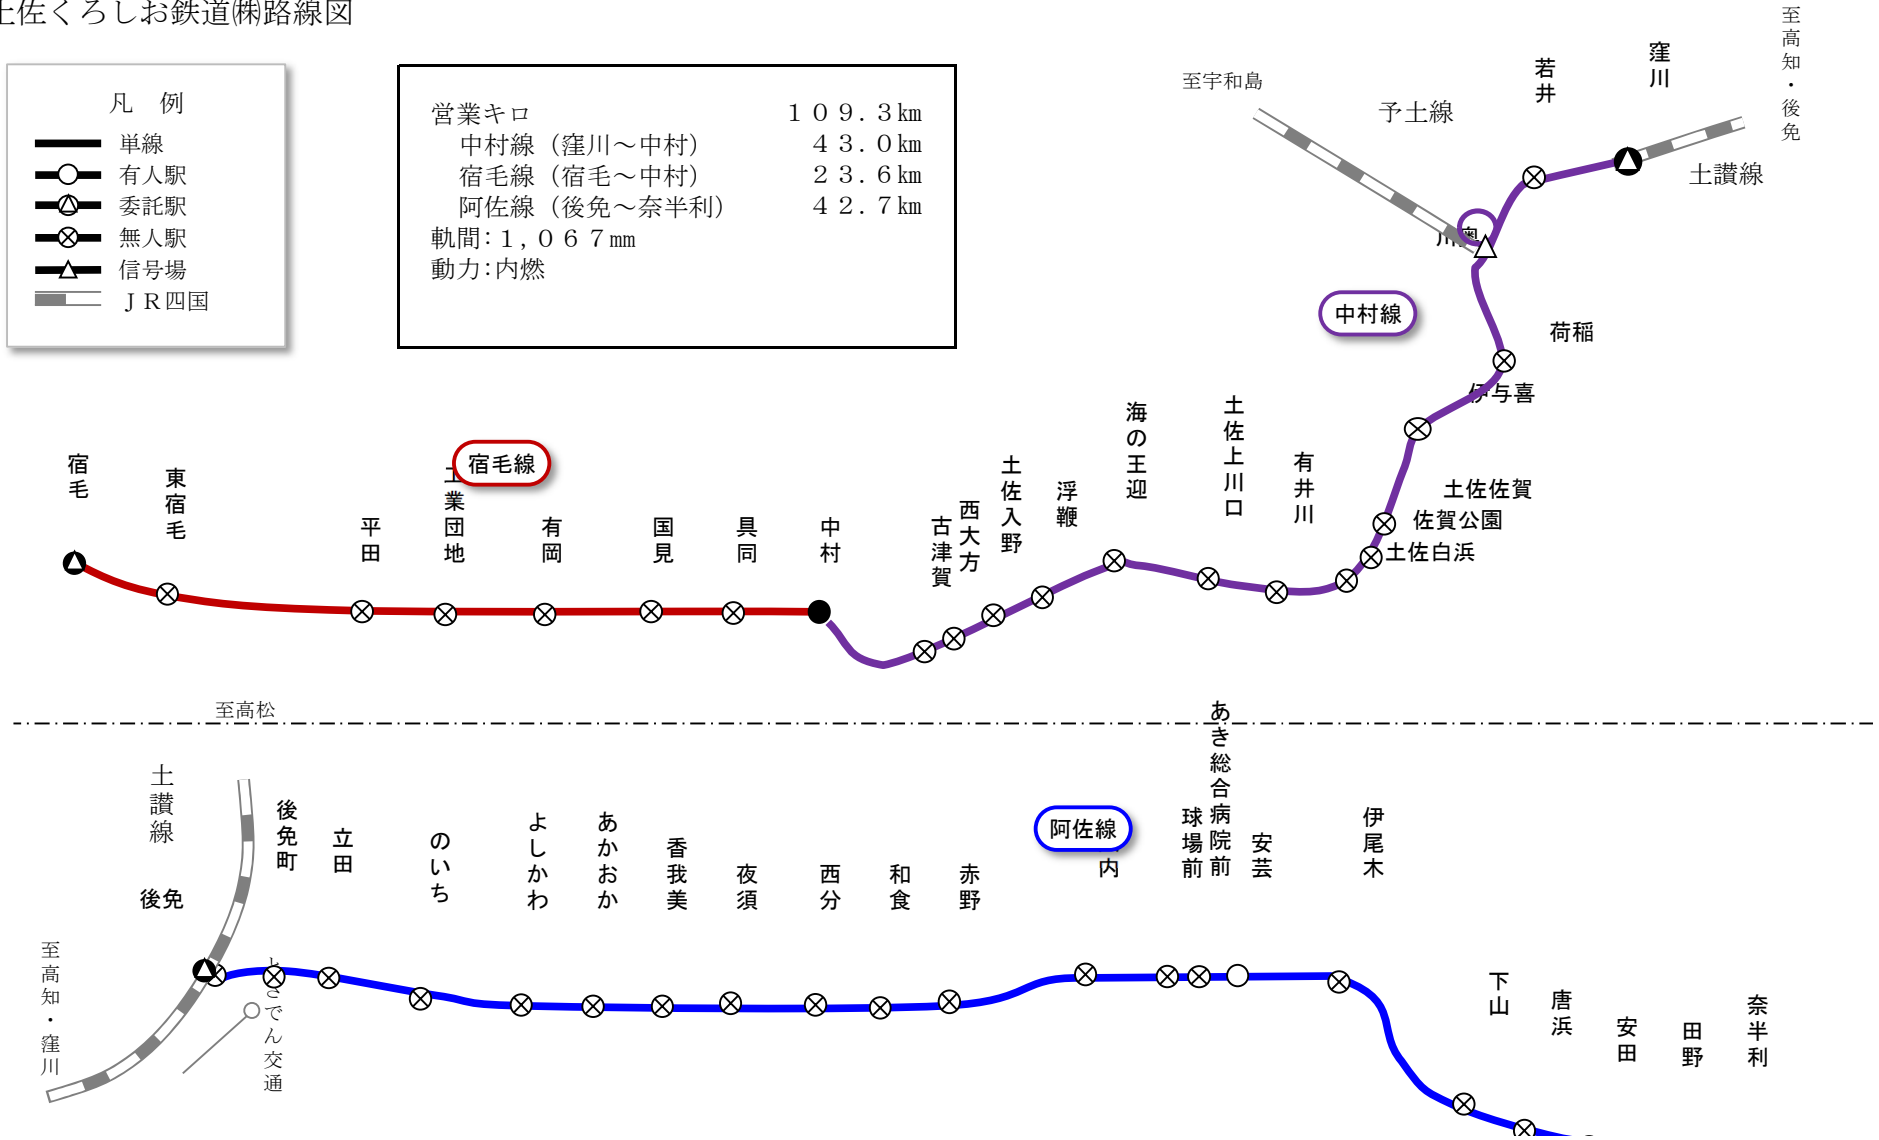 土佐くろしお鉄道㈱路線図
凡　例
単線
有人駅
委託駅
無人駅
信号場
ＪＲ四国
営業キロ　１０９.３㎞
中村線（窪川～中村）　４３.０㎞
宿毛線（宿毛～中村）　２３.６㎞
阿佐線（後免～奈半利）　４２.７㎞
軌間:１,０６７㎜
動力:内燃
至宇和島
予土線
若井
窪川
至高知・後免
土讃線
川奥
中村線
荷稲
伊与喜
土佐佐賀
佐賀公園
土佐白浜
有井川
土佐上川口
海の王迎
浮鞭
土佐入野
西大方
古津賀
中村
具同
国見
有岡
工業団地
宿毛線
平田
東宿毛
宿毛
至高松
土讃線
後免
至高知・窪川
とさでん交通
後免町
立田
のいち
よしかわ
あかおか
香我美
夜須
西分
和食
赤野
阿佐線
内
球場前
あき総合病院前
安芸
伊尾木
下山
唐浜
安田
田野
奈半利